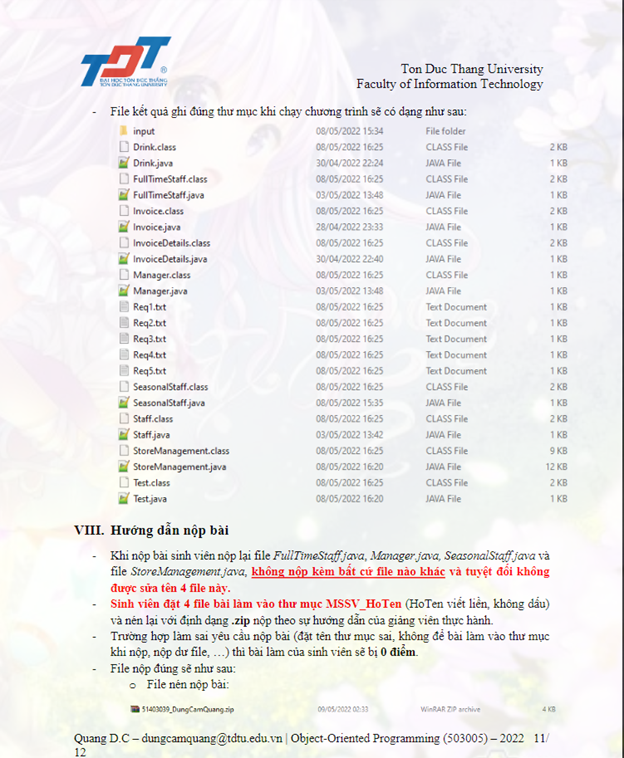 TDT
ĐẠI HỌC TÔN ĐỨC THẮNG
TON DUC THANG UNIVERSITY
Ton Duc Thang University
Faculty of Information Technology
- File kết quả ghi đúng thư mục khi chạy chương trình sẽ có dạng như sau:
input 08/05/2022 15:34 File folder
Drink.class 08/05/2022 16:25 CLASS File 2 KB
Drink.java 30/04/2022 22:24 JAVA File 1 KB
FullTimeStaff.class 08/05/2022 16:25 CLASS File 2 KB
FullTimeStaff.java 03/05/2022 13:48 JAVA File 1 KB
Invoice.class 08/05/2022 16:25 CLASS File 2 KB
Invoice.java 28/04/2022 23:33 JAVA File 1 KB
InvoiceDetails.class 08/05/2022 16:25 CLASS File 2 KB
InvoiceDetails.java 30/04/2022 22:40 JAVA File 1 KB
Manager.class 08/05/2022 16:25 CLASS File 2 KB
Manager.java 03/05/2022 13:48 JAVA File 1 KB
Req1.txt 08/05/2022 16:25 Text Document 1 KB
Req2.txt 08/05/2022 16:25 Text Document 1 KB
Req3.txt 08/05/2022 16:25 Text Document 1 KB
Req4.txt 08/05/2022 16:25 Text Document 1 KB
Req5.txt 08/05/2022 16:25 Text Document 1 KB
SeasonalStaff.class 08/05/2022 16:25 CLASS File 2 KB
SeasonalStaff.java 08/05/2022 15:35 JAVA File 1 KB
Staff.class 08/05/2022 16:25 CLASS File 2 KB
Staff.java 03/05/2022 13:42 JAVA File 1 KB
StoreManagement.class 08/05/2022 16:25 CLASS File 9 KB
StoreManagement.java 08/05/2022 16:20 JAVA File 12 KB
Test.class 08/05/2022 16:25 CLASS File 2 KB
Test.java 08/05/2022 16:20 JAVA File 1 KB
VIII. Hướng dẫn nộp bài
- Khi nộp bài sinh viên nộp lại file FullTimeStaff.java, Manager.java, SeasonalStaff.java và
file StoreManagement.java, không nộp kèm bất cứ file nào khác và tuyệt đối không
được sửa tên 4 file này.
- Sinh viên đặt 4 file bài làm vào thư mục MSSV_HoTen (HoTen viết liền, không dấu)
và nén lại với định dạng .zip nộp theo sự hướng dẫn của giảng viên thực hành.
- Trường hợp làm sai yêu cầu nộp bài (đặt tên thư mục sai, không để bài làm vào thư mục
khi nộp, nộp dư file, …) thì bài làm của sinh viên sẽ bị 0 điểm.
- File nộp đúng sẽ như sau:
o File nén nộp bài:
51403039_DungCamQuang.zip 09/05/2022 02:33 WinRAR ZIP archive 4 KB
Quang D.C – dungcamquang@tdtu.edu.vn | Object-Oriented Programming (503005) – 2022 11/
12